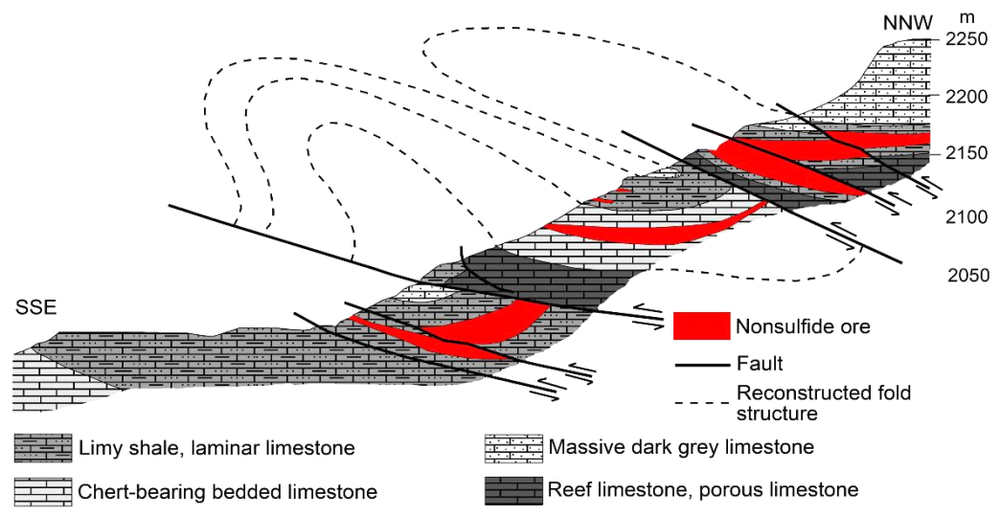 NNW
m
2250
2200
2150
2100
2050
SSE
Nonsulfide ore
Fault
Reconstructed fold
structure
Limy shale, laminar limestone
Massive dark grey limestone
Chert-bearing bedded limestone
Reef limestone, porous limestone